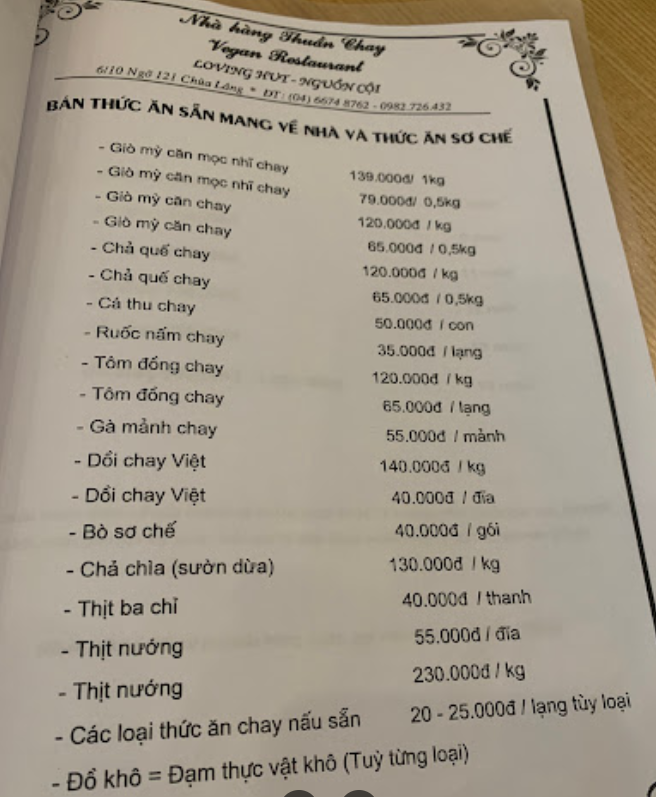 Nhà hàng Thuần Chay
Vegan Restaurant
LOVING HUT - NGUỒN CỘI
6/10 Ngõ 121 Chùa Láng * ĐT: (04) 6674 8762 - 0982.726.432
BÁN THỨC ĂN SẴN MANG VỀ NHÀ VÀ THỨC ĂN SƠ CHẾ
- Giò mỳ căn mọc nhĩ chay 139.000đ/ 1kg
- Giò mỳ căn mọc nhĩ chay 79.000đ/ 0,5kg
- Giò mỳ căn chay 120.000đ / kg
- Giò mỳ căn chay 65.000đ / 0,5kg
- Chả quế chay 120.000đ / kg
- Chả quế chay 65.000đ / 0,5kg
- Cá thu chay 50.000đ / con
- Ruốc nấm chay 35.000đ / lạng
- Tôm đồng chay 120.000đ / kg
- Tôm đồng chay 65.000đ / lạng
- Gà mảnh chay 55.000đ / mảnh
- Dồi chay Việt 140.000đ / kg
- Dồi chay Việt 40.000đ / đĩa
- Bò sơ chế 40.000đ / gói
- Chả chìa (sườn dừa) 130.000đ / kg
- Thịt ba chỉ 40.000đ / thanh
- Thịt nướng 55.000đ / đĩa
- Thịt nướng 230.000đ / kg
- Các loại thức ăn chay nấu sẵn 20 - 25.000đ / lạng tùy loại
- Đồ khô = Đạm thực vật khô (Tuỳ từng loại)